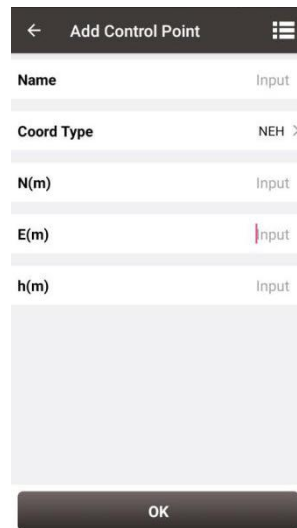 Add Control Point
Name Input
Coord Type NEH
N(m) Input
E(m) Input
h(m) Input
OK